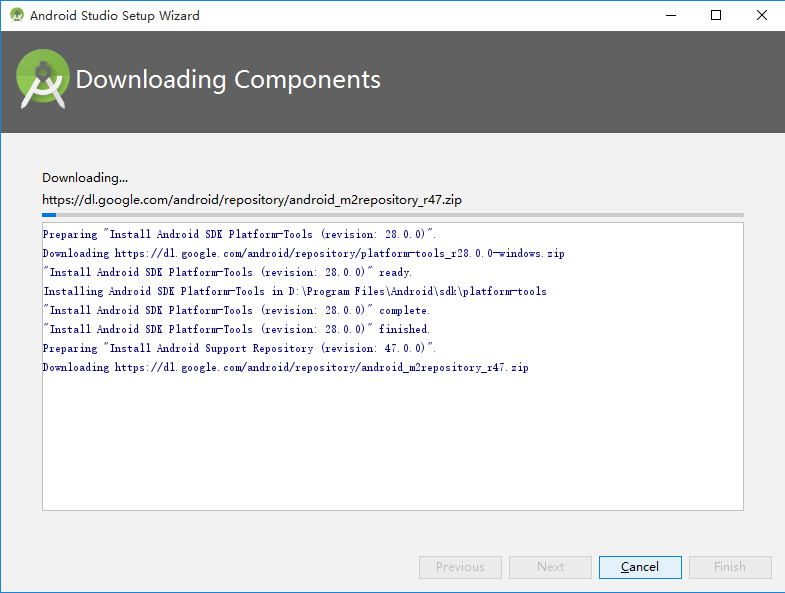 Android Studio Setup Wizard
Downloading Components
Downloading...
https://dl.google.com/android/repository/android_m2repository_r47.zip
Preparing "Install Android SDK Platform-Tools (revision: 28.0.0)".
Downloading https://dl.google.com/android/repository/platform-tools_r28.0.0-windows.zip
"Install Android SDK Platform-Tools (revision: 28.0.0)" ready.
Installing Android SDK Platform-Tools in D:\Program Files\Android\sdk\platform-tools
"Install Android SDK Platform-Tools (revision: 28.0.0)" complete.
"Install Android SDK Platform-Tools (revision: 28.0.0)" finished.
Preparing "Install Android Support Repository (revision: 47.0.0)".
Downloading https://dl.google.com/android/repository/android_m2repository_r47.zip
Previous Next Cancel Finish